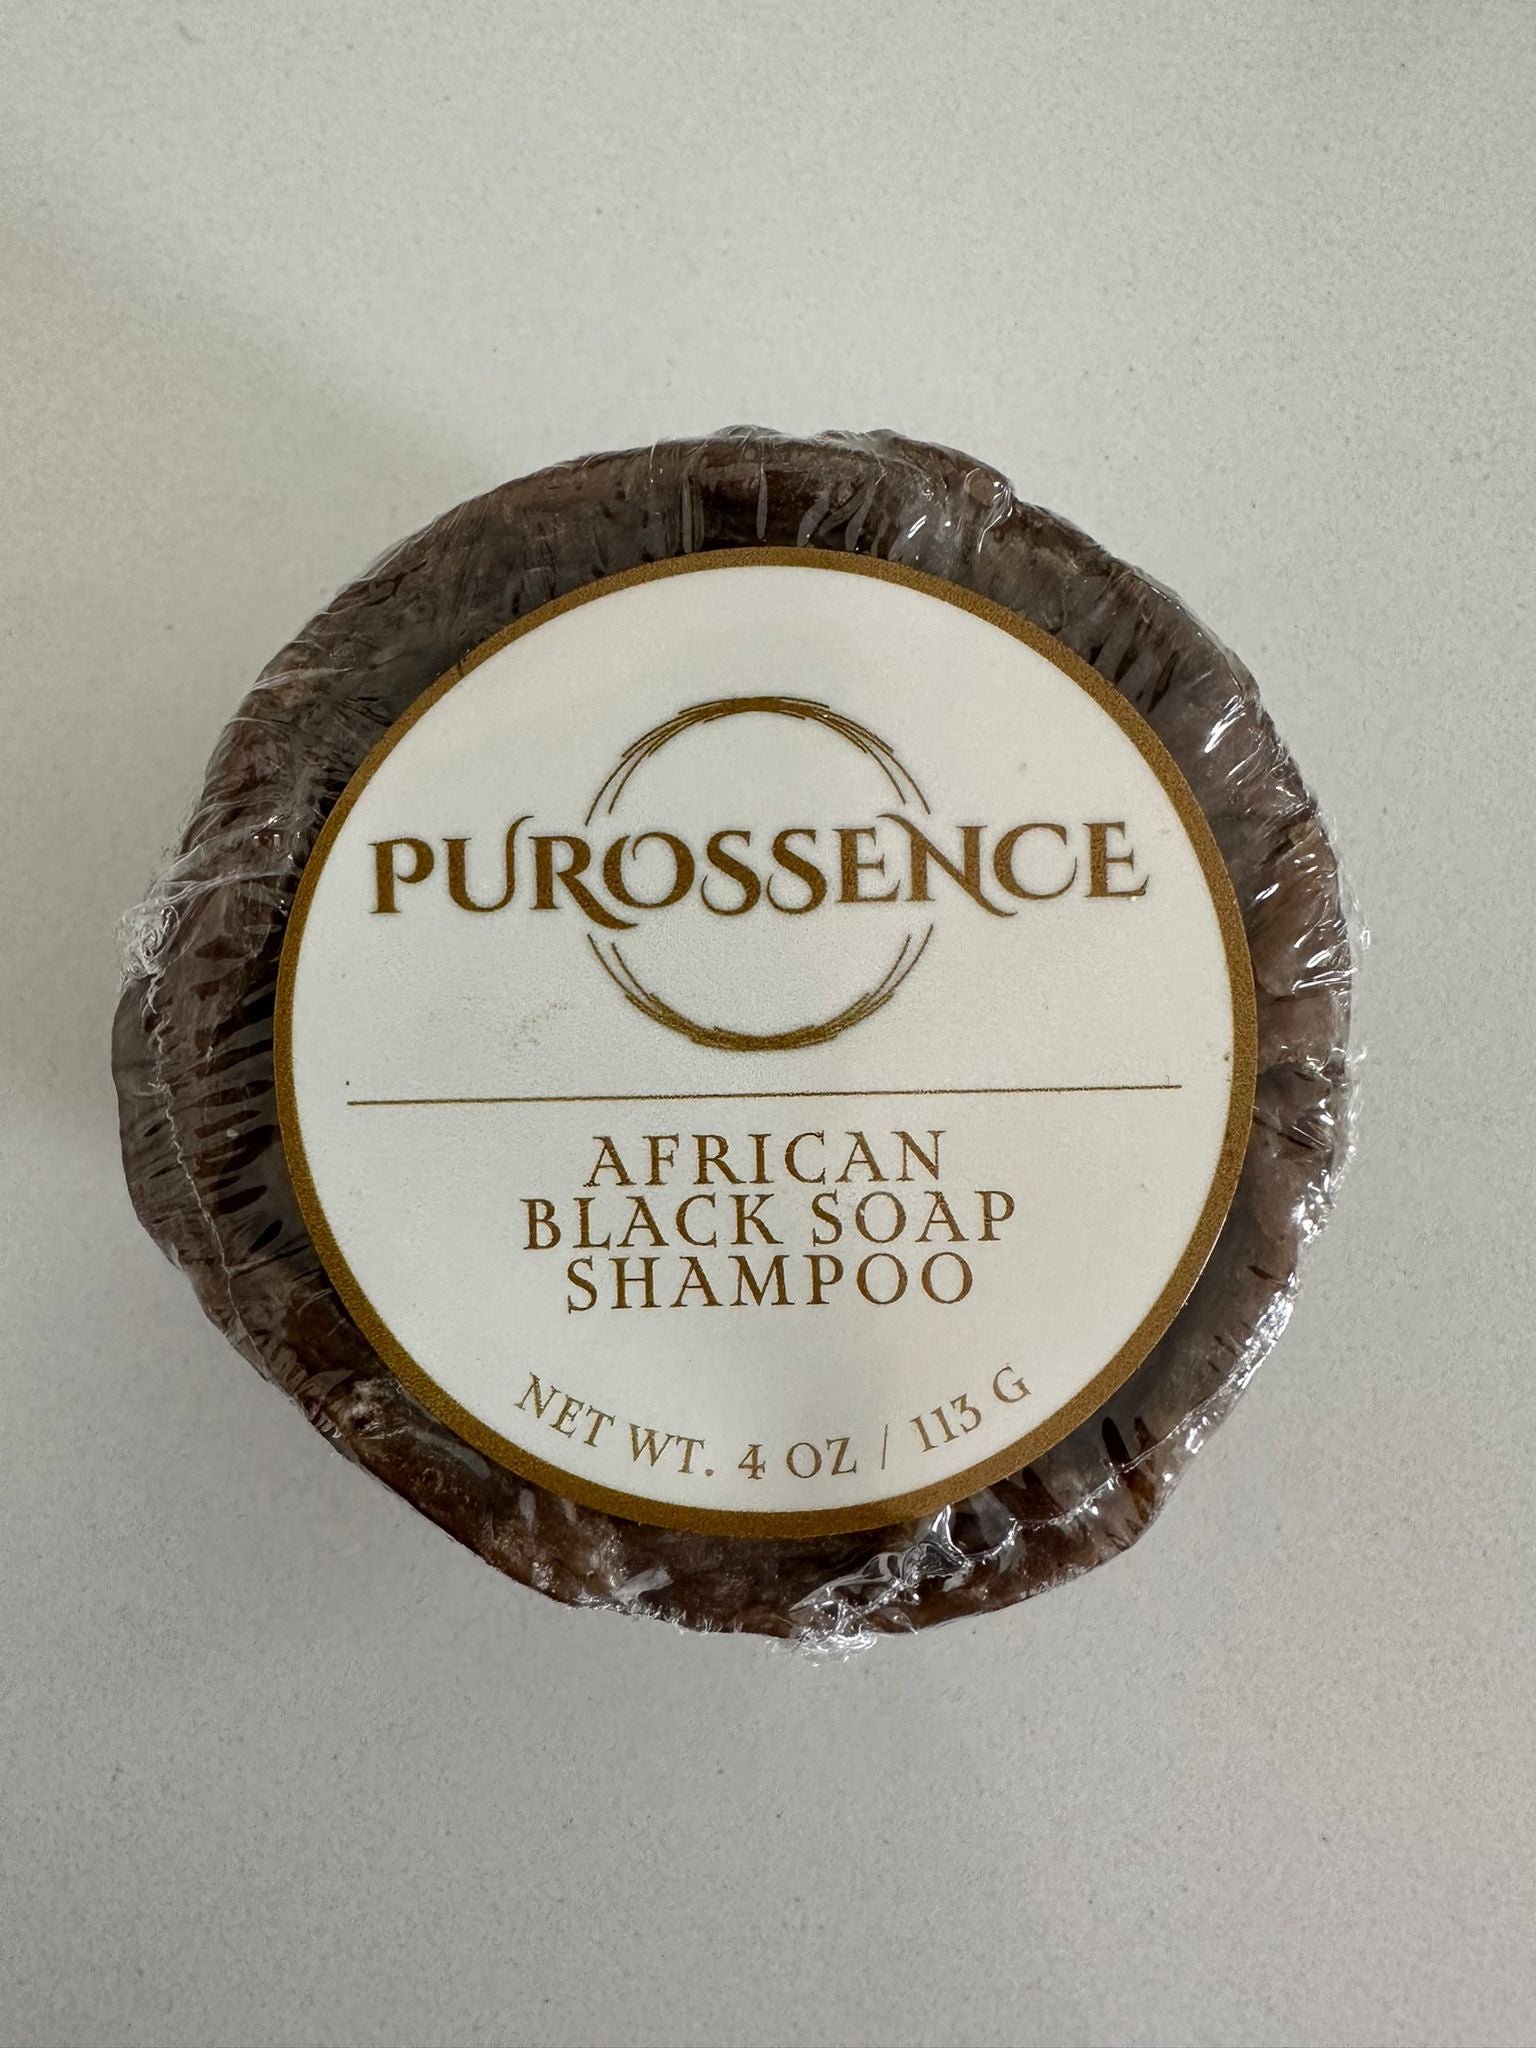 PUROSSENCE
AFRICAN
BLACK SOAP
SHAMPOO
NET WT. 4 OZ / 113 G